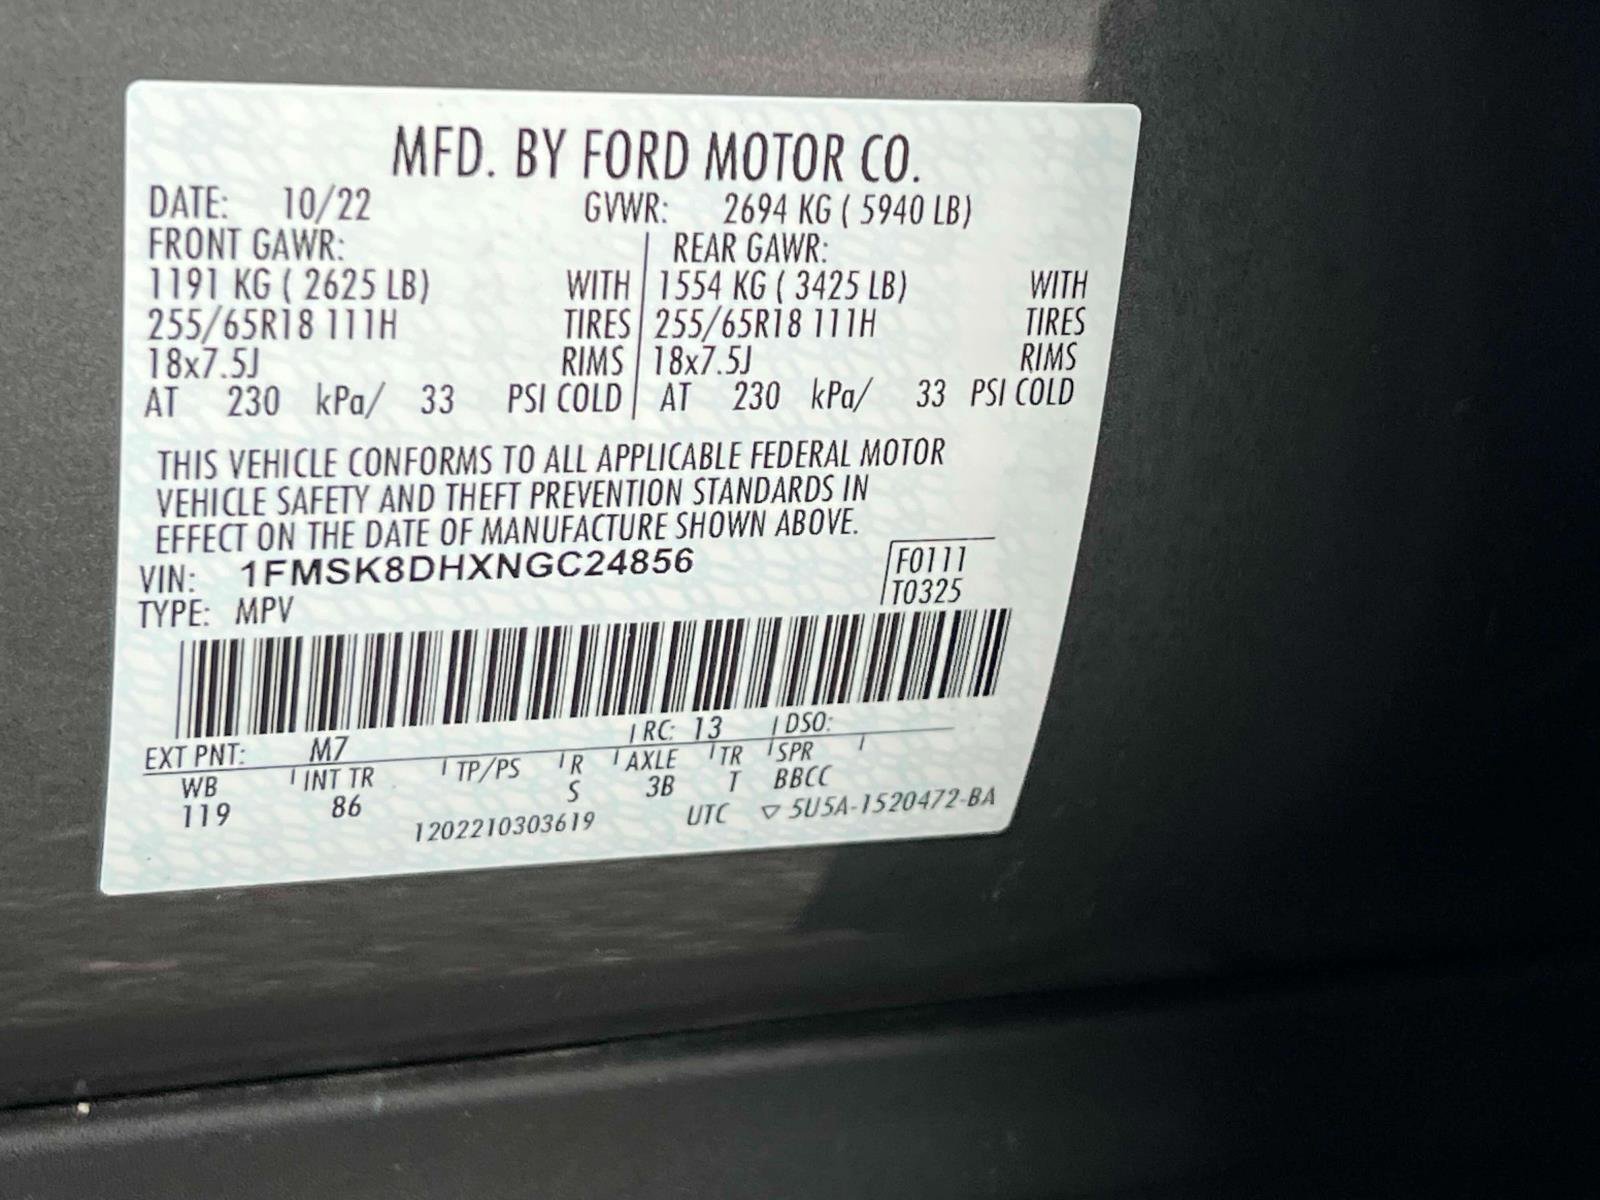 MFD. BY FORD MOTOR CO.
DATE: 10/22 GVWR: 2694 KG ( 5940 LB)
FRONT GAWR: REAR GAWR:
1191 KG ( 2625 LB) WITH 1554 KG ( 3425 LB) WITH
255/65R18 111H TIRES 255/65R18 111H TIRES
18x7.5J RIMS 18x7.5J RIMS
AT 230 kPa/ 33 PSI COLD AT 230 kPa/ 33 PSI COLD
THIS VEHICLE CONFORMS TO ALL APPLICABLE FEDERAL MOTOR
VEHICLE SAFETY AND THEFT PREVENTION STANDARDS IN
EFFECT ON THE DATE OF MANUFACTURE SHOWN ABOVE.
VIN: 1FMSK8DHXNGC24856 F0111
TYPE: MPV T0325
EXT PNT: M7 RC: 13 DSO:
WB INT TR TP/PS R AXLE TR SPR
119 86 S 3B T BBCC
1202210303619 UTC ▽ 5U5A-1520472-BA